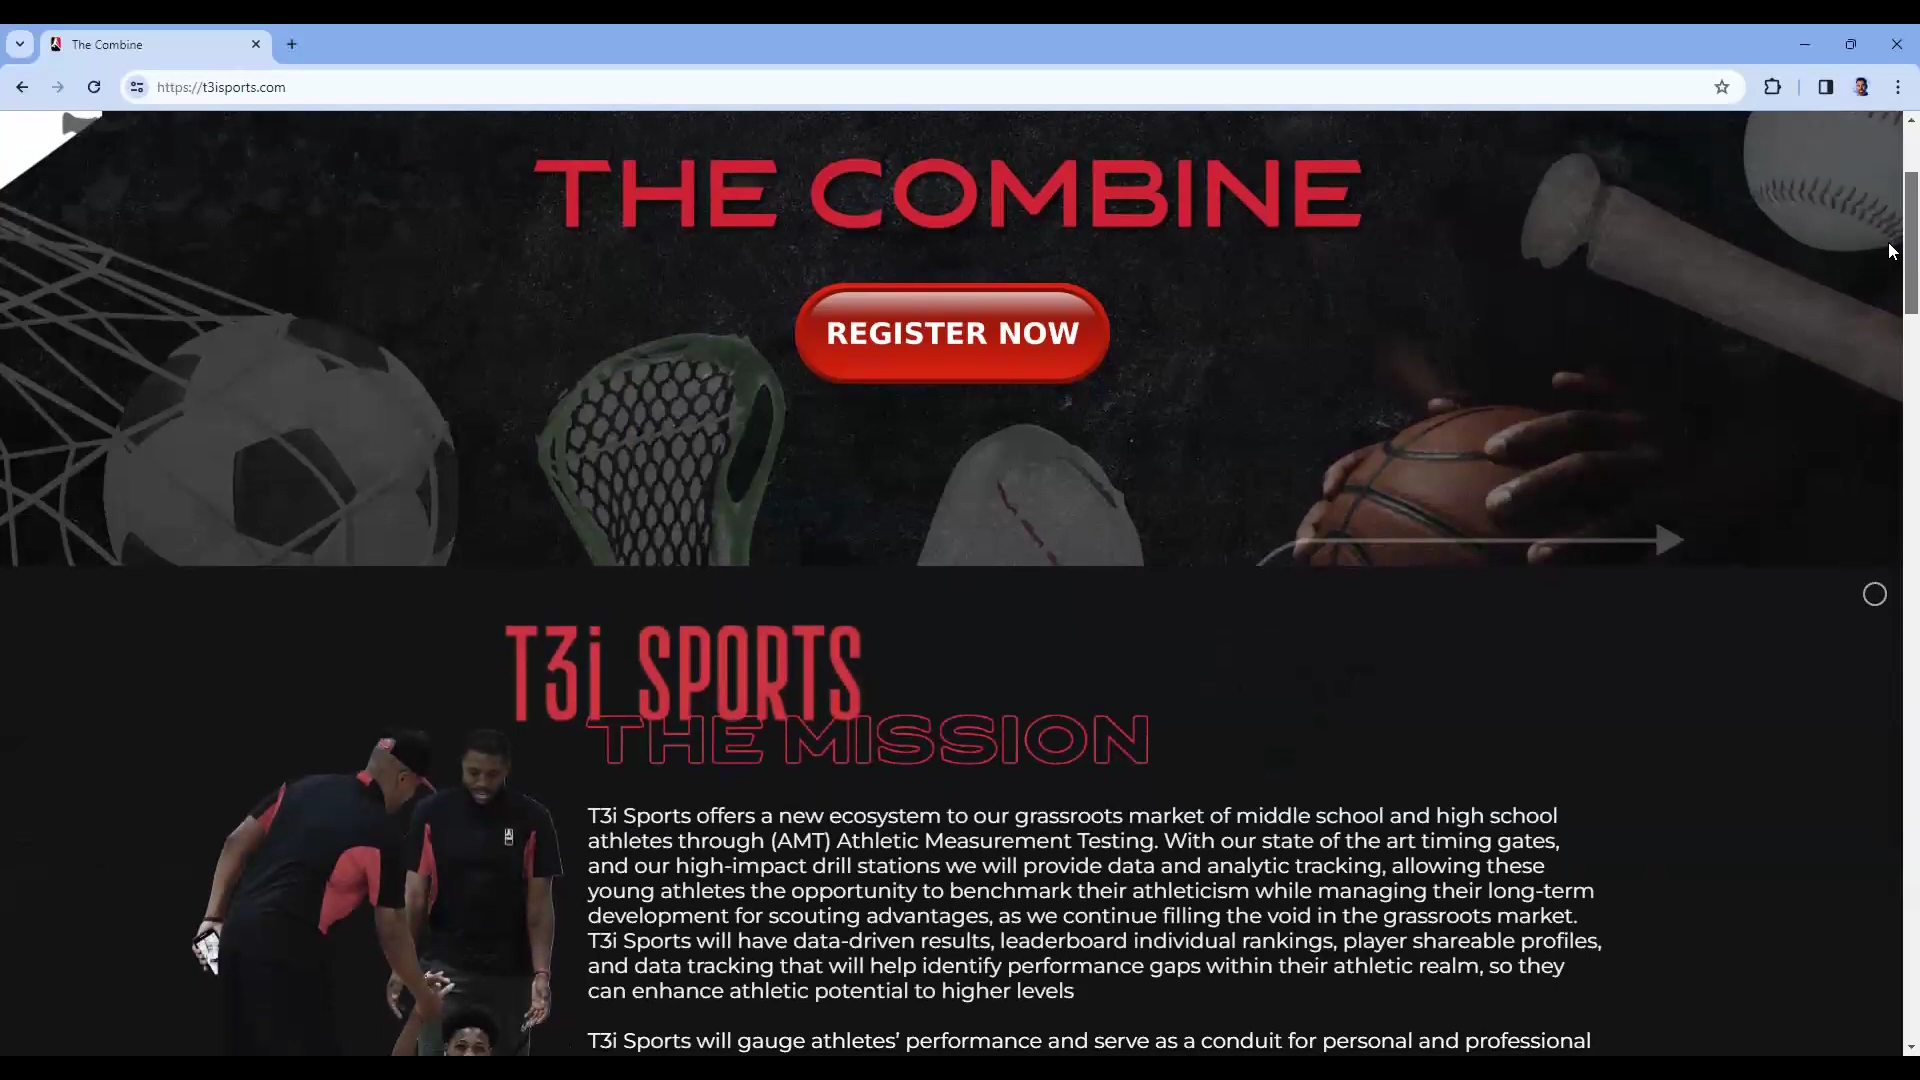 The Combine
https://t3isports.com
THE COMBINE
REGISTER NOW
T3i SPORTS
THE MISSION
T3i Sports offers a new ecosystem to our grassroots market of middle school and high school
athletes through (AMT) Athletic Measurement Testing. With our state of the art timing gates,
and our high-impact drill stations we will provide data and analytic tracking, allowing these
young athletes the opportunity to benchmark their athleticism while managing their long-term
development for scouting advantages, as we continue filling the void in the grassroots market.
T3i Sports will have data-driven results, leaderboard individual rankings, player shareable profiles,
and data tracking that will help identify performance gaps within their athletic realm, so they
can enhance athletic potential to higher levels
T3i Sports will gauge athletes’ performance and serve as a conduit for personal and professional